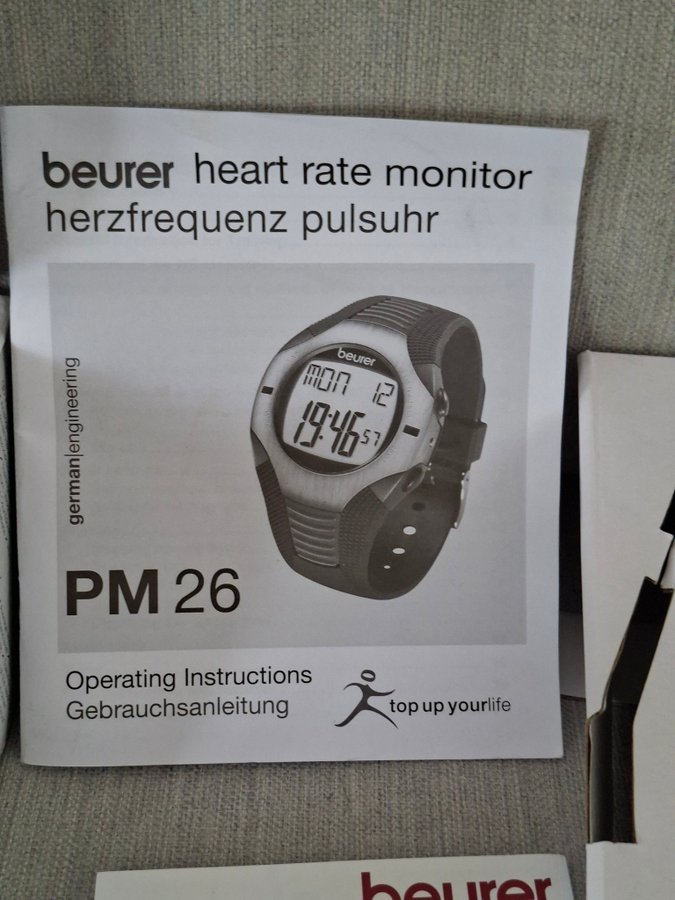 beurer heart rate monitor
herzfrequenz pulsuhr
german|engineering
beurer
MON 12
19:46 57
PM 26
Operating Instructions
Gebrauchsanleitung
top up yourlife
beurer